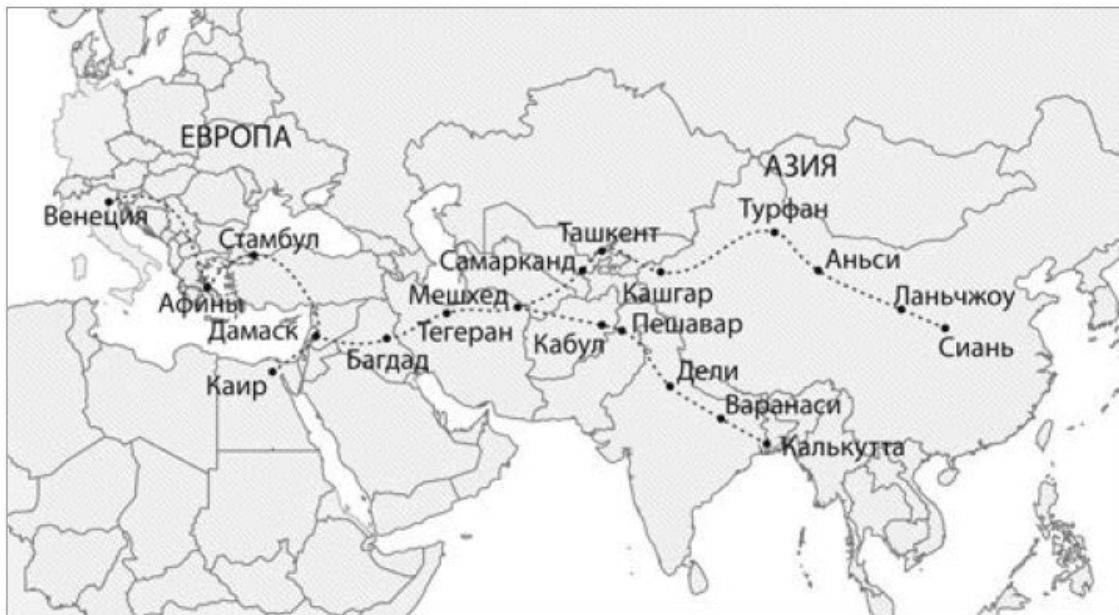 ЕВРОПА
АЗИЯ
Венеция
Стамбул
Ташкент
Турфан
Самарканд
Аньси
Афины
Мешхед
Кашгар
Ланьчжоу
Дамаск
Тегеран
Пешавар
Багдад
Кабул
Сиань
Каир
Дели
Варанаси
Калькутта